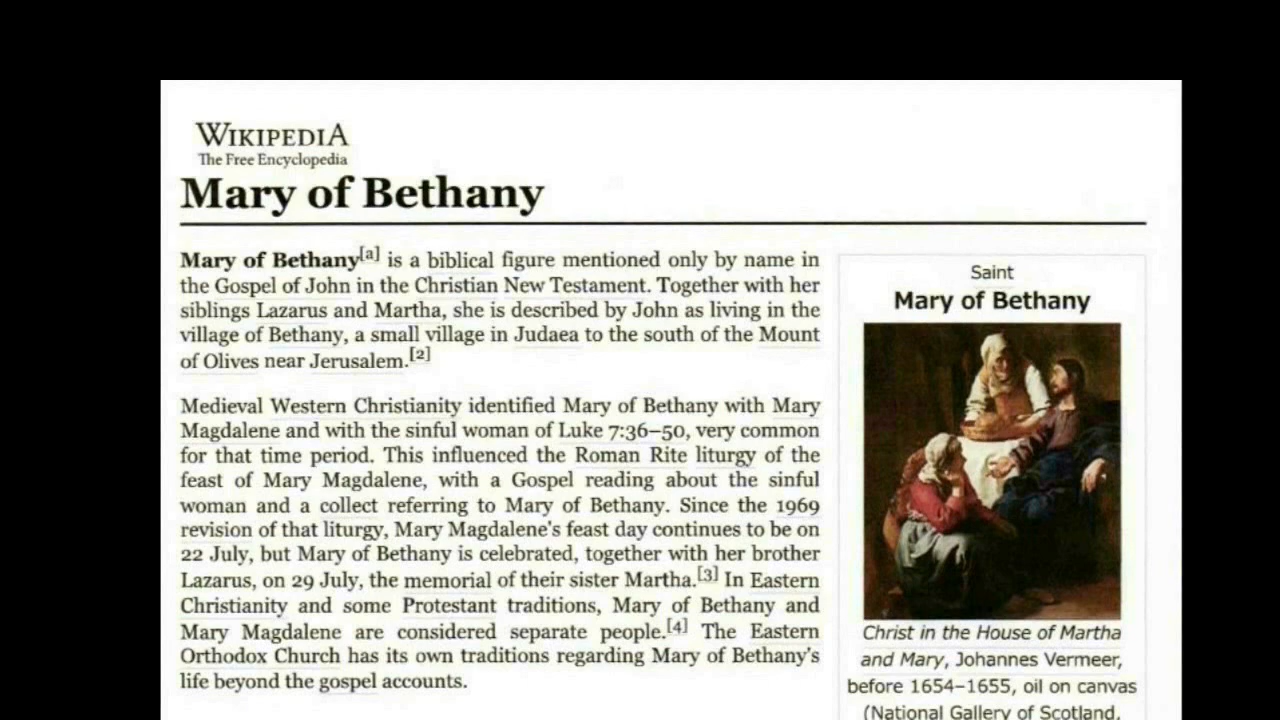 WIKIPEDIA
The Free Encyclopedia
Mary of Bethany
Mary of Bethany[a] is a biblical figure mentioned only by name in
the Gospel of John in the Christian New Testament. Together with her
siblings Lazarus and Martha, she is described by John as living in the
village of Bethany, a small village in Judaea to the south of the Mount
of Olives near Jerusalem.[2]
Medieval Western Christianity identified Mary of Bethany with Mary
Magdalene and with the sinful woman of Luke 7:36–50, very common
for that time period. This influenced the Roman Rite liturgy of the
feast of Mary Magdalene, with a Gospel reading about the sinful
woman and a collect referring to Mary of Bethany. Since the 1969
revision of that liturgy, Mary Magdalene's feast day continues to be on
22 July, but Mary of Bethany is celebrated, together with her brother
Lazarus, on 29 July, the memorial of their sister Martha.[3] In Eastern
Christianity and some Protestant traditions, Mary of Bethany and
Mary Magdalene are considered separate people.[4] The Eastern
Orthodox Church has its own traditions regarding Mary of Bethany's
life beyond the gospel accounts.
Saint
Mary of Bethany
Christ in the House of Martha
and Mary, Johannes Vermeer,
before 1654–1655, oil on canvas
(National Gallery of Scotland,